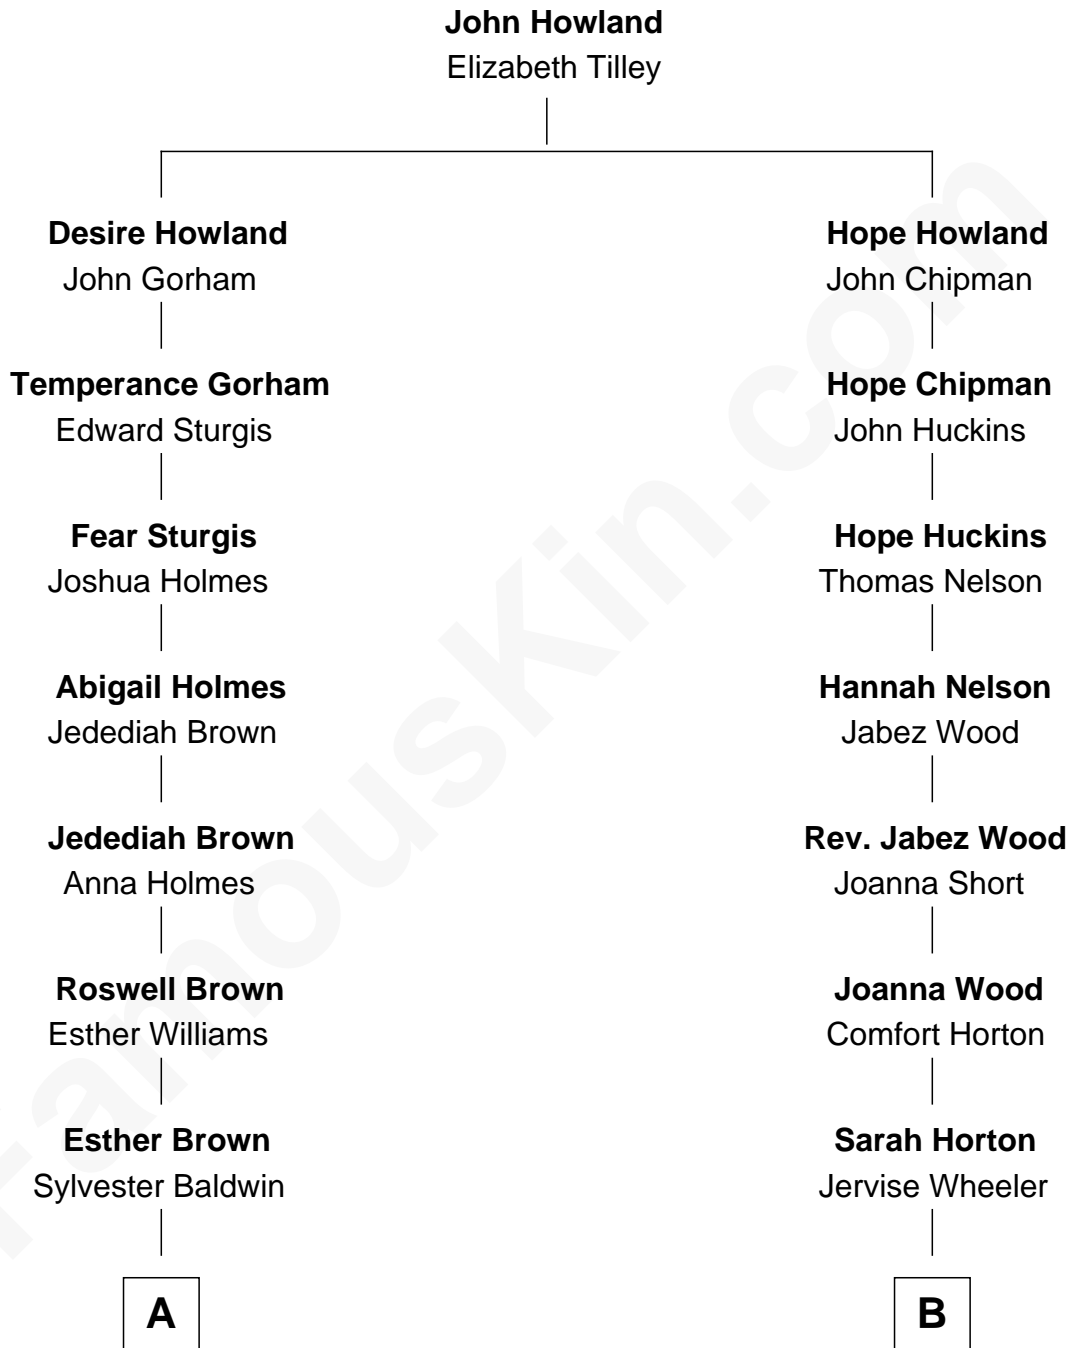 John Howland
Elizabeth Tilley
Desire Howland
John Gorham
Hope Howland
John Chipman
Temperance Gorham
Edward Sturgis
Hope Chipman
John Huckins
Fear Sturgis
Joshua Holmes
Hope Huckins
Thomas Nelson
Abigail Holmes
Jedediah Brown
Hannah Nelson
Jabez Wood
Jedediah Brown
Anna Holmes
Rev. Jabez Wood
Joanna Short
Roswell Brown
Esther Williams
Joanna Wood
Comfort Horton
Esther Brown
Sylvester Baldwin
Sarah Horton
Jervise Wheeler
A
B
FamousKin.com